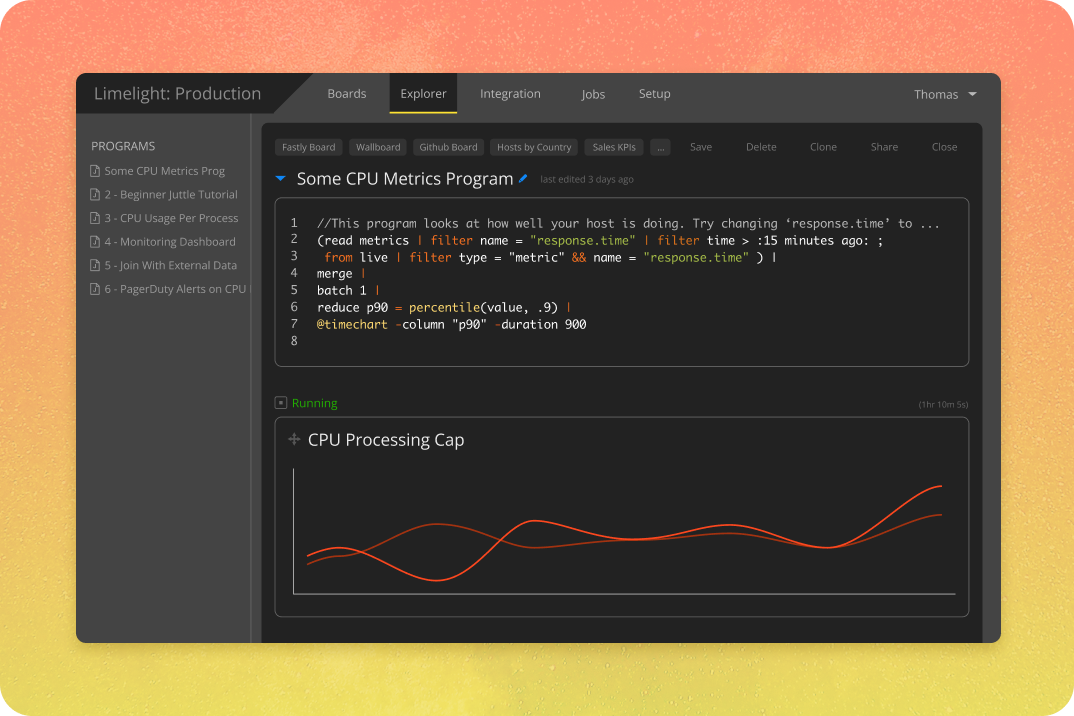 Limelight: Production
Boards
Explorer
Integration
Jobs
Setup
Thomas
PROGRAMS
Some CPU Metrics Prog
2 - Beginner Juttle Tutorial
3 - CPU Usage Per Process
4 - Monitoring Dashboard
5 - Join With External Data
6 - PagerDuty Alerts on CPU
Fastly Board
Wallboard
Github Board
Hosts by Country
Sales KPIs
...
Save
Delete
Clone
Share
Close
Some CPU Metrics Program
last edited 3 days ago
1 //This program looks at how well your host is doing. Try changing ‘response.time’ to ...
2 (read metrics | filter name = "response.time" | filter time > :15 minutes ago: ;
3 from live | filter type = "metric" && name = "response.time" ) |
4 merge |
5 batch 1 |
6 reduce p90 = percentile(value, .9) |
7 @timechart -column "p90" -duration 900
8
Running
(1hr 10m 5s)
CPU Processing Cap